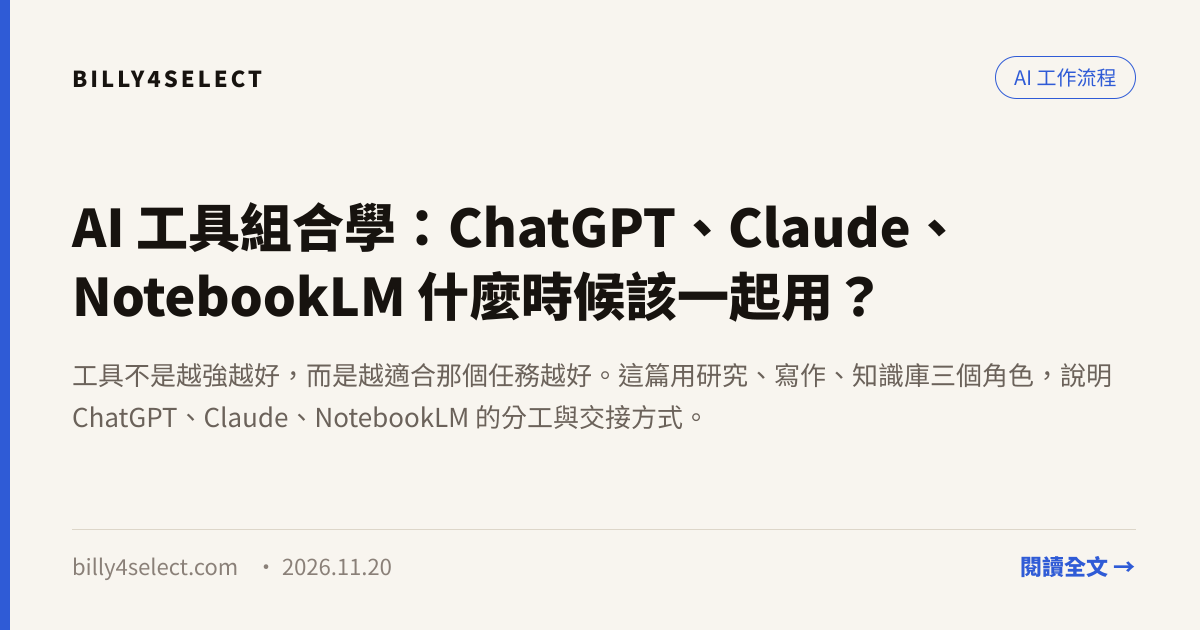 BILLY4SELECT
AI 工作流程
AI 工具組合學：ChatGPT、Claude、
NotebookLM 什麼時候該一起用？
工具不是越強越好，而是越適合那個任務越好。這篇用研究、寫作、知識庫三個角色，說明
ChatGPT、Claude、NotebookLM 的分工與交接方式。
billy4select.com ・ 2026.11.20
閱讀全文 →